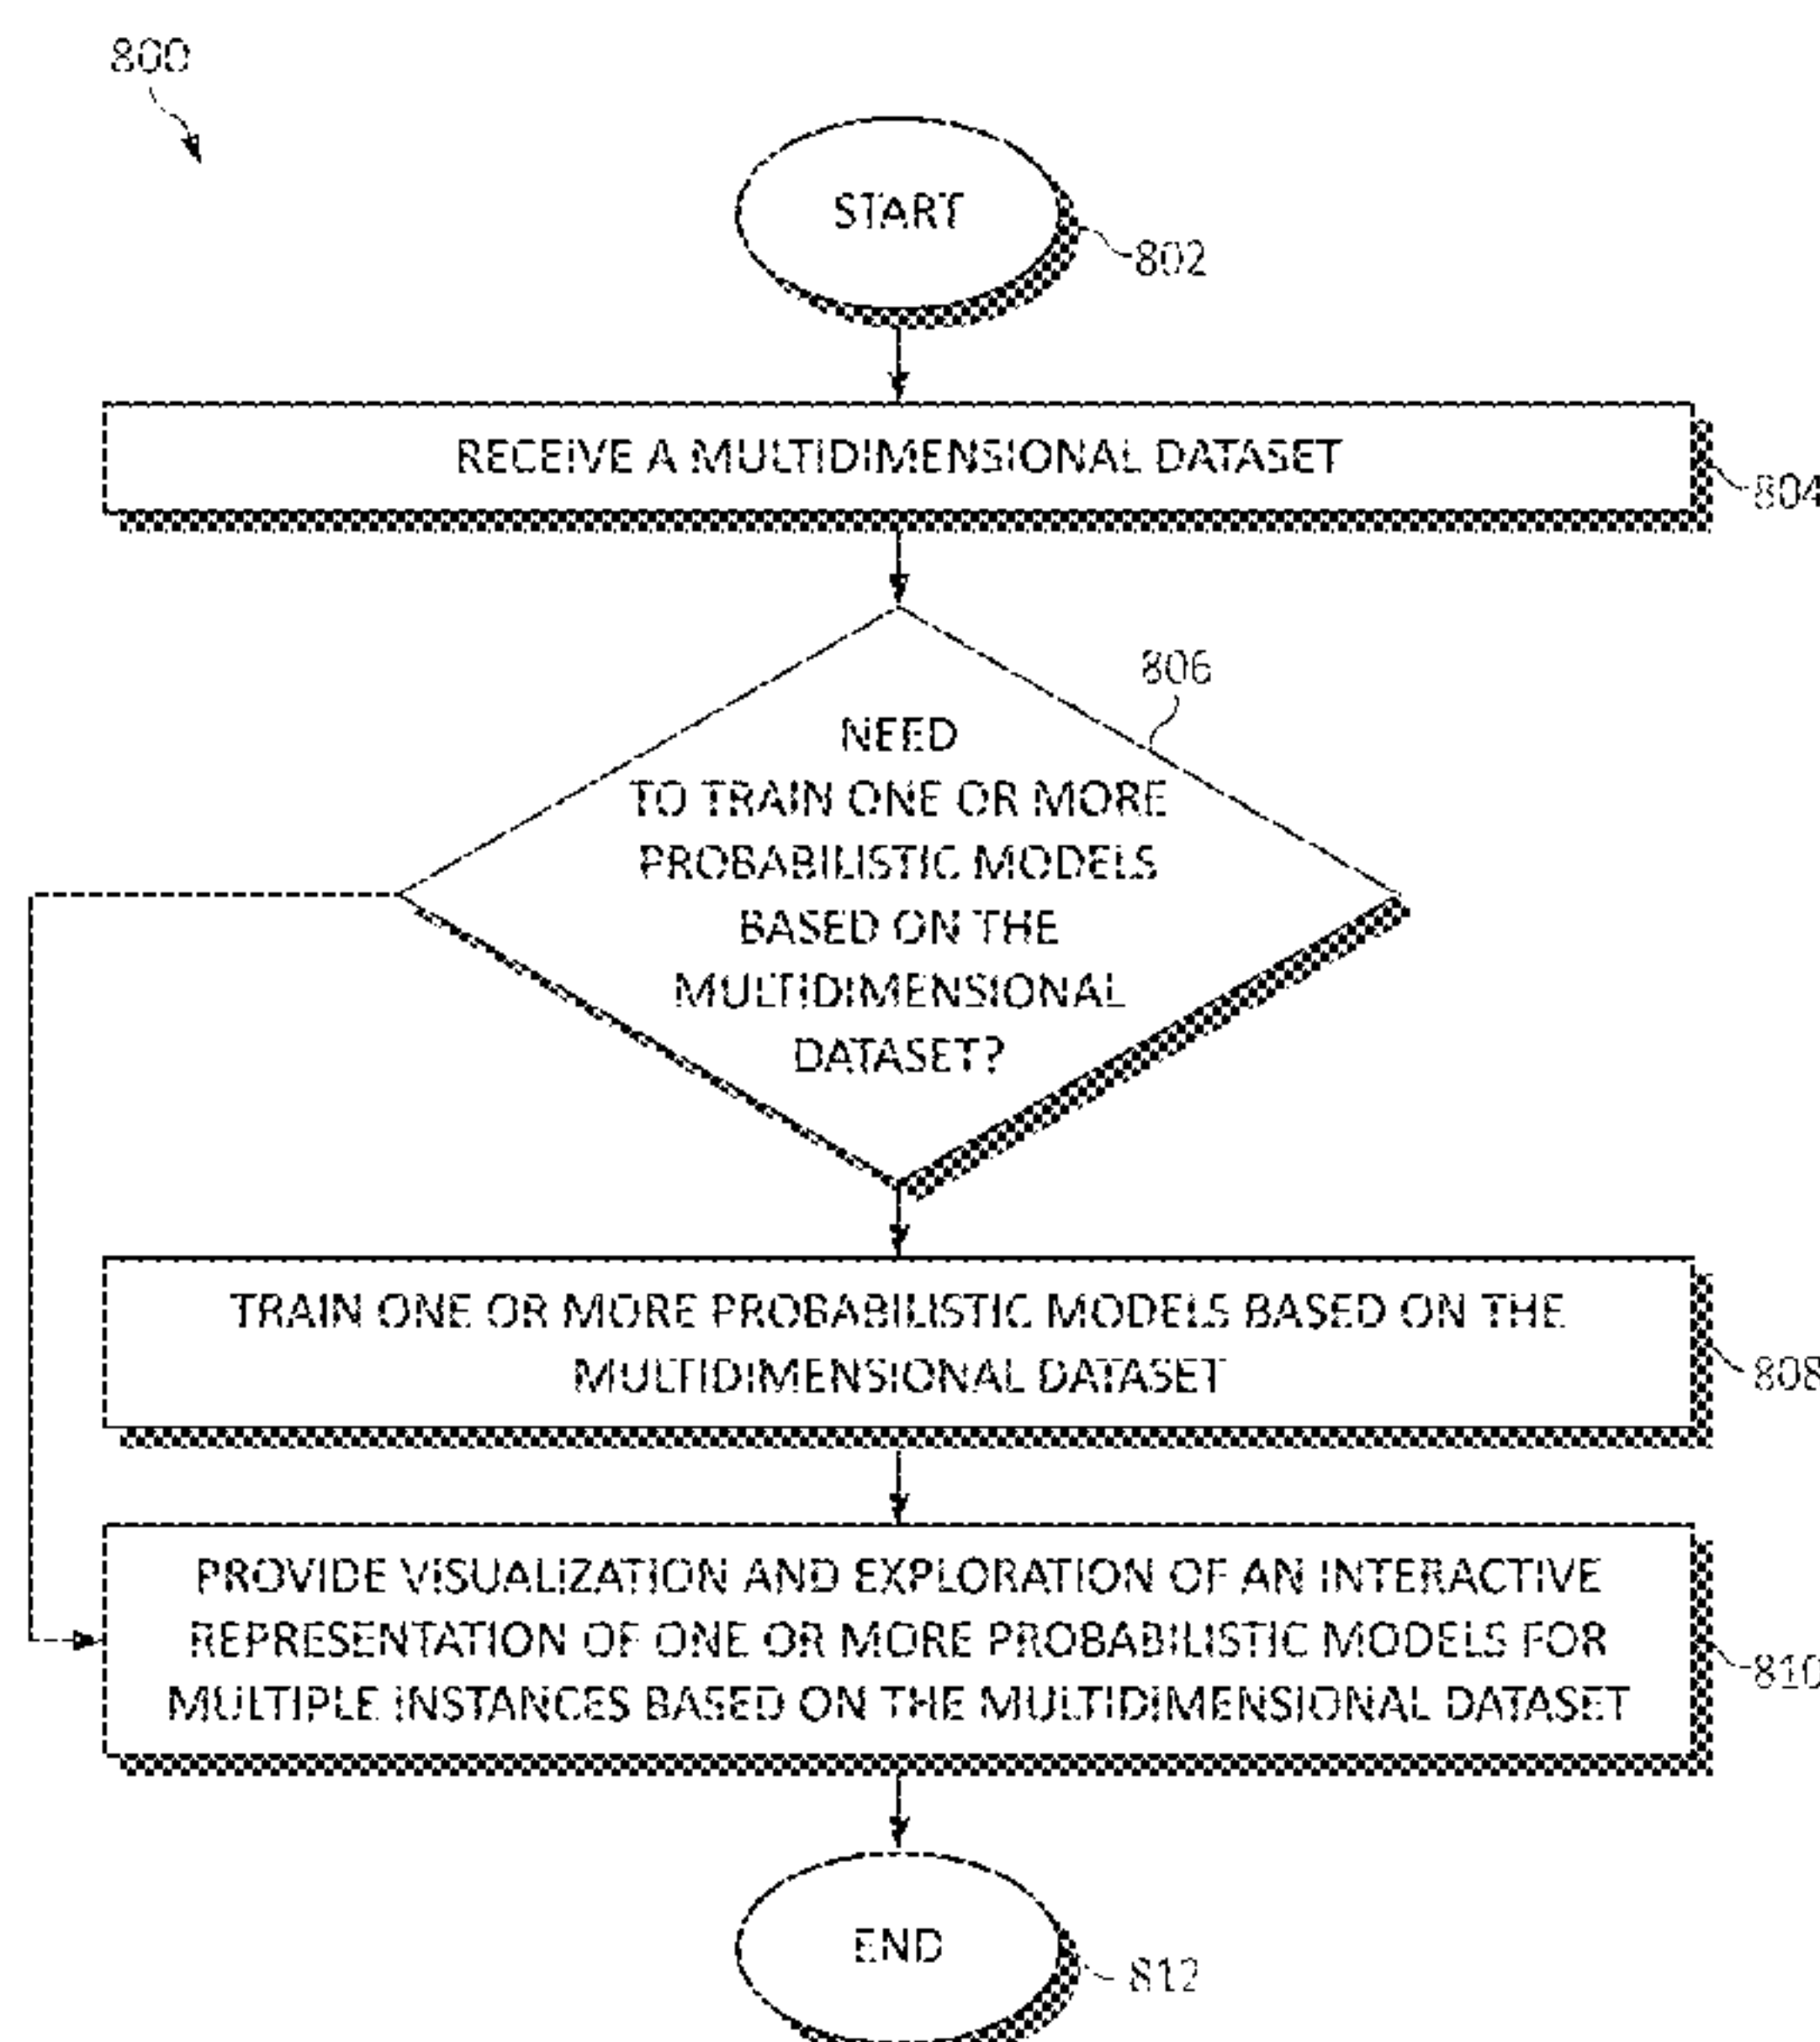 800
START
802
RECEIVE A MULTIDIMENSIONAL DATASET
804
806
NEED
TO TRAIN ONE OR MORE
PROBABILISTIC MODELS
BASED ON THE
MULTIDIMENSIONAL
DATASET?
TRAIN ONE OR MORE PROBABILISTIC MODELS BASED ON THE
MULTIDIMENSIONAL DATASET
808
PROVIDE VISUALIZATION AND EXPLORATION OF AN INTERACTIVE
REPRESENTATION OF ONE OR MORE PROBABILISTIC MODELS FOR
MULTIPLE INSTANCES BASED ON THE MULTIDIMENSIONAL DATASET
810
END
812